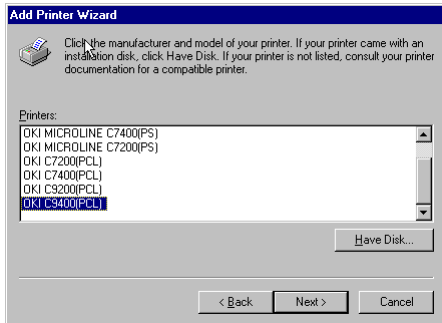 Add Printer Wizard
Click the manufacturer and model of your printer. If your printer came with an
installation disk, click Have Disk. If your printer is not listed, consult your printer
documentation for a compatible printer.
Printers:
OKI MICROLINE C7400(PS)
OKI MICROLINE C7200(PS)
OKI C7200(PCL)
OKI C7400(PCL)
OKI C9200(PCL)
OKI C9400(PCL)
Have Disk...
< Back
Next >
Cancel